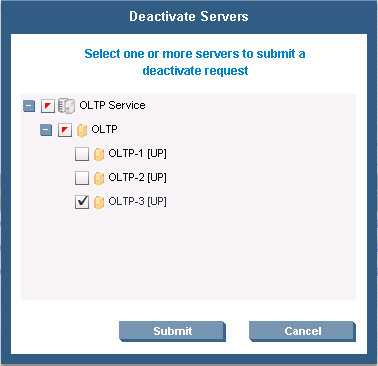 Deactivate Servers
Select one or more servers to submit a
deactivate request
OLTP Service
OLTP
OLTP-1 [UP]
OLTP-2 [UP]
OLTP-3 [UP]
Submit
Cancel